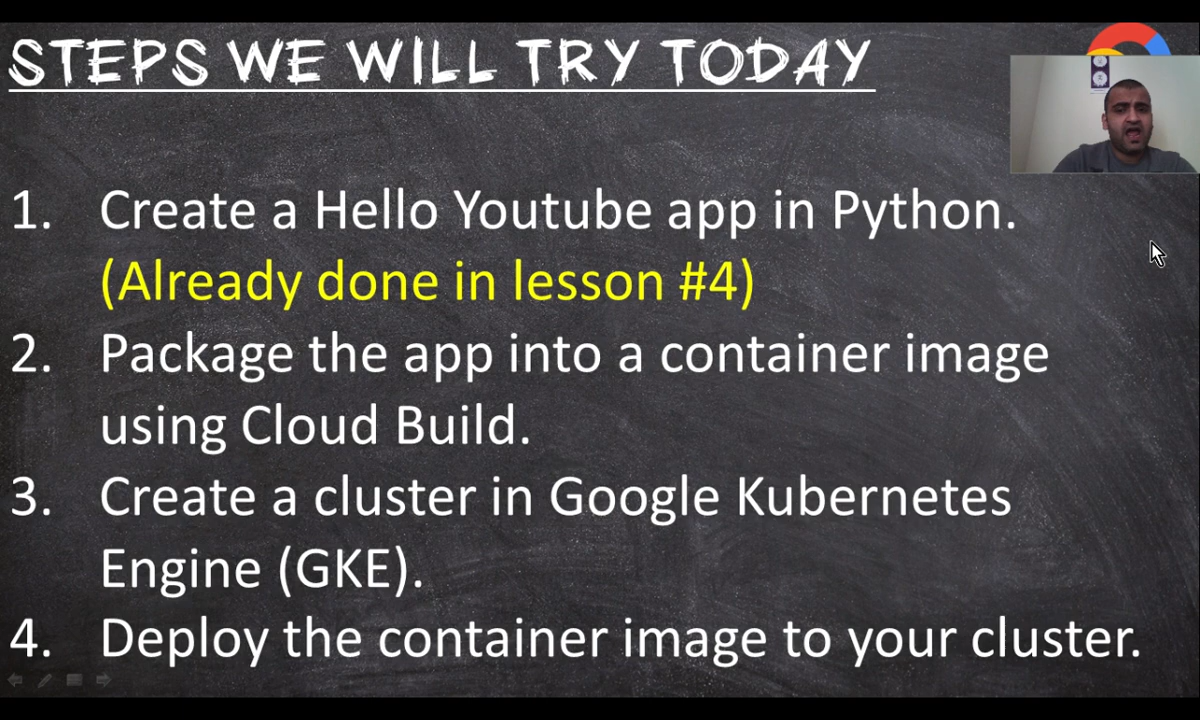 STEPS WE WILL TRY TODAY
1. Create a Hello Youtube app in Python.
(Already done in lesson #4)
2. Package the app into a container image
using Cloud Build.
3. Create a cluster in Google Kubernetes
Engine (GKE).
4. Deploy the container image to your cluster.